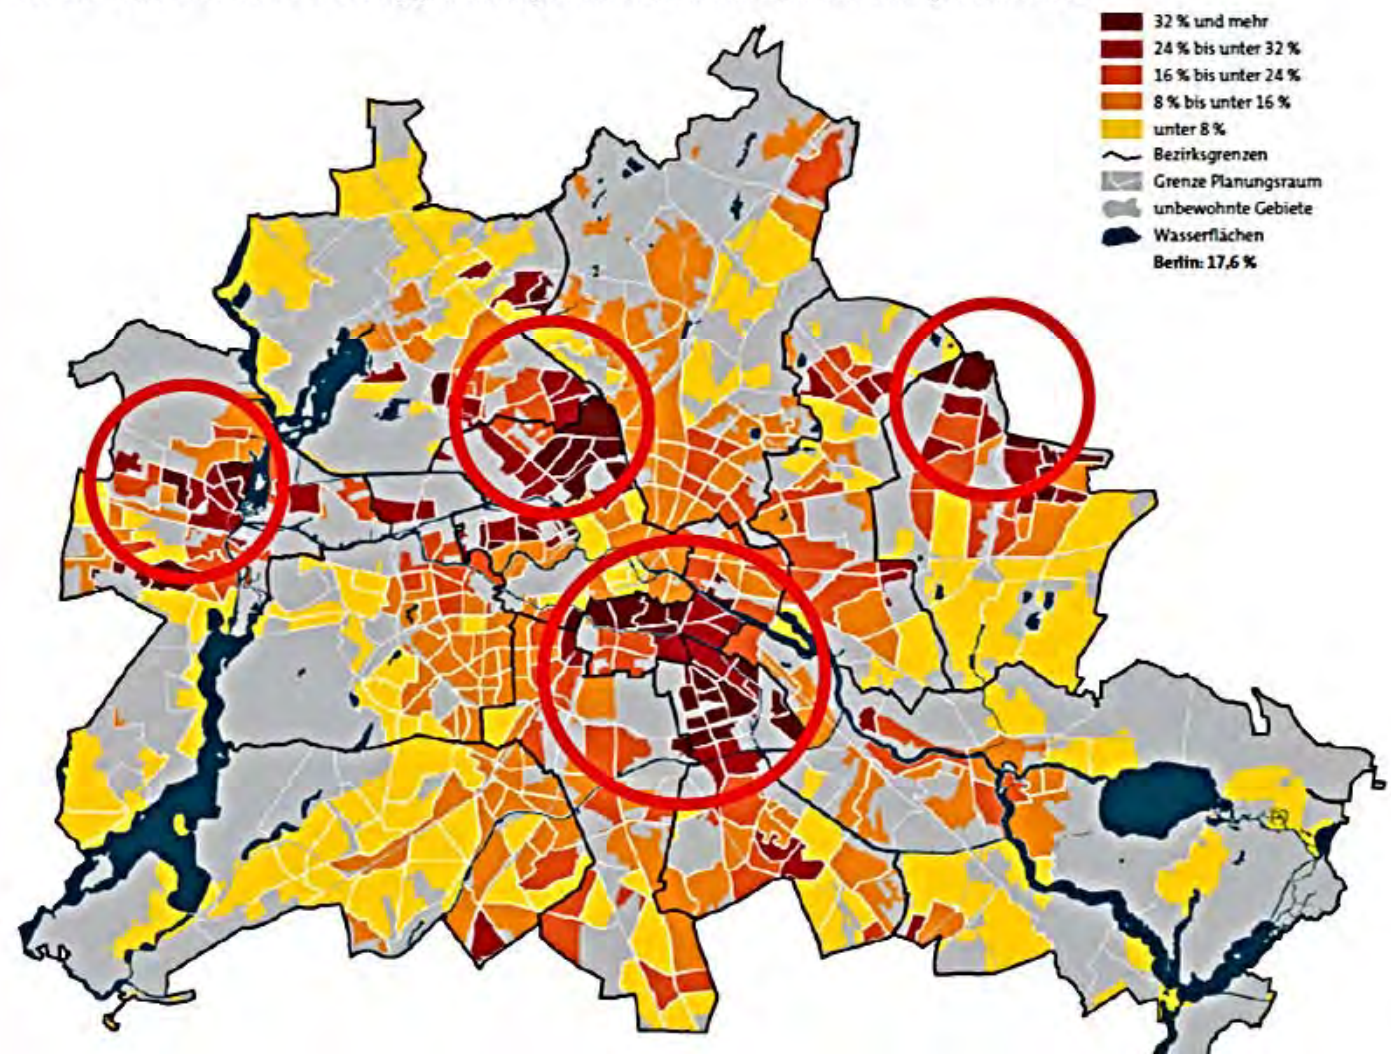 32 % und mehr
24 % bis unter 32 %
16 % bis unter 24 %
8 % bis unter 16 %
unter 8 %
Bezirksgrenzen
Grenze Planungsraum
unbewohnte Gebiete
Wasserflächen
Berlin: 17,6 %